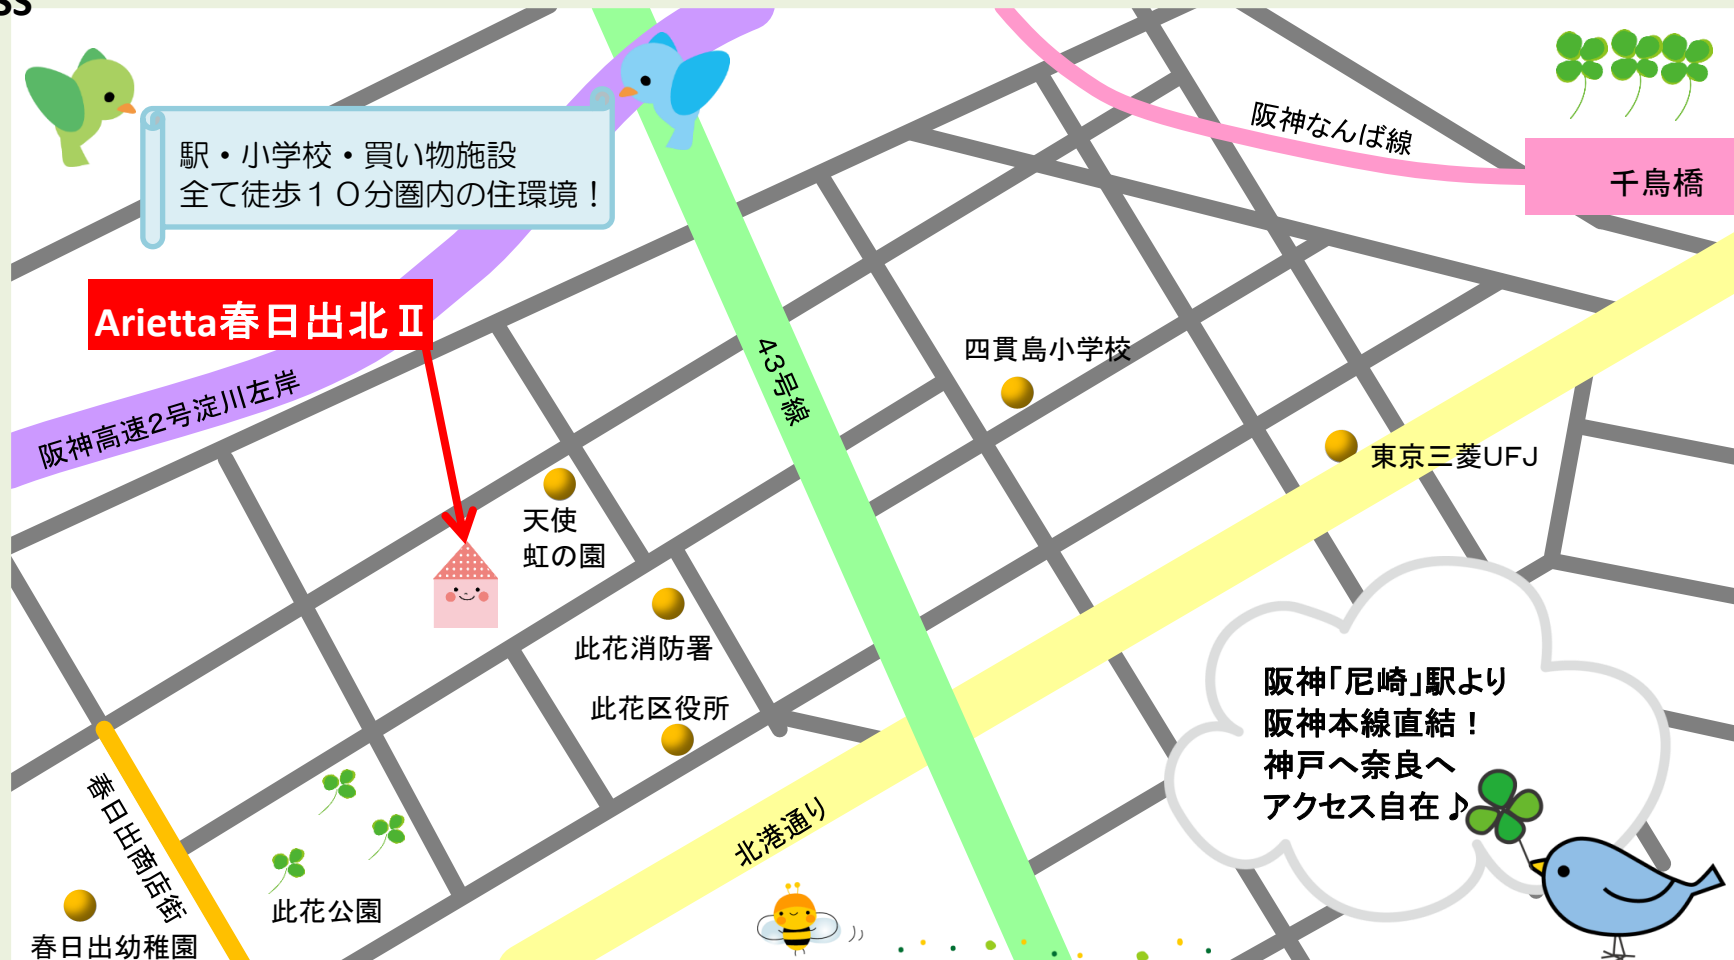 SS
駅・小学校・買い物施設
全て徒歩１０分圏内の住環境！
阪神なんば線
千鳥橋
Arietta春日出北Ⅱ
阪神高速2号淀川左岸
43号線
四貫島小学校
東京三菱UFJ
天使
虹の園
此花消防署
此花区役所
阪神「尼崎」駅より
阪神本線直結！
神戸へ奈良へ
アクセス自在♪
北港通り
春日出商店街
此花公園
春日出幼稚園